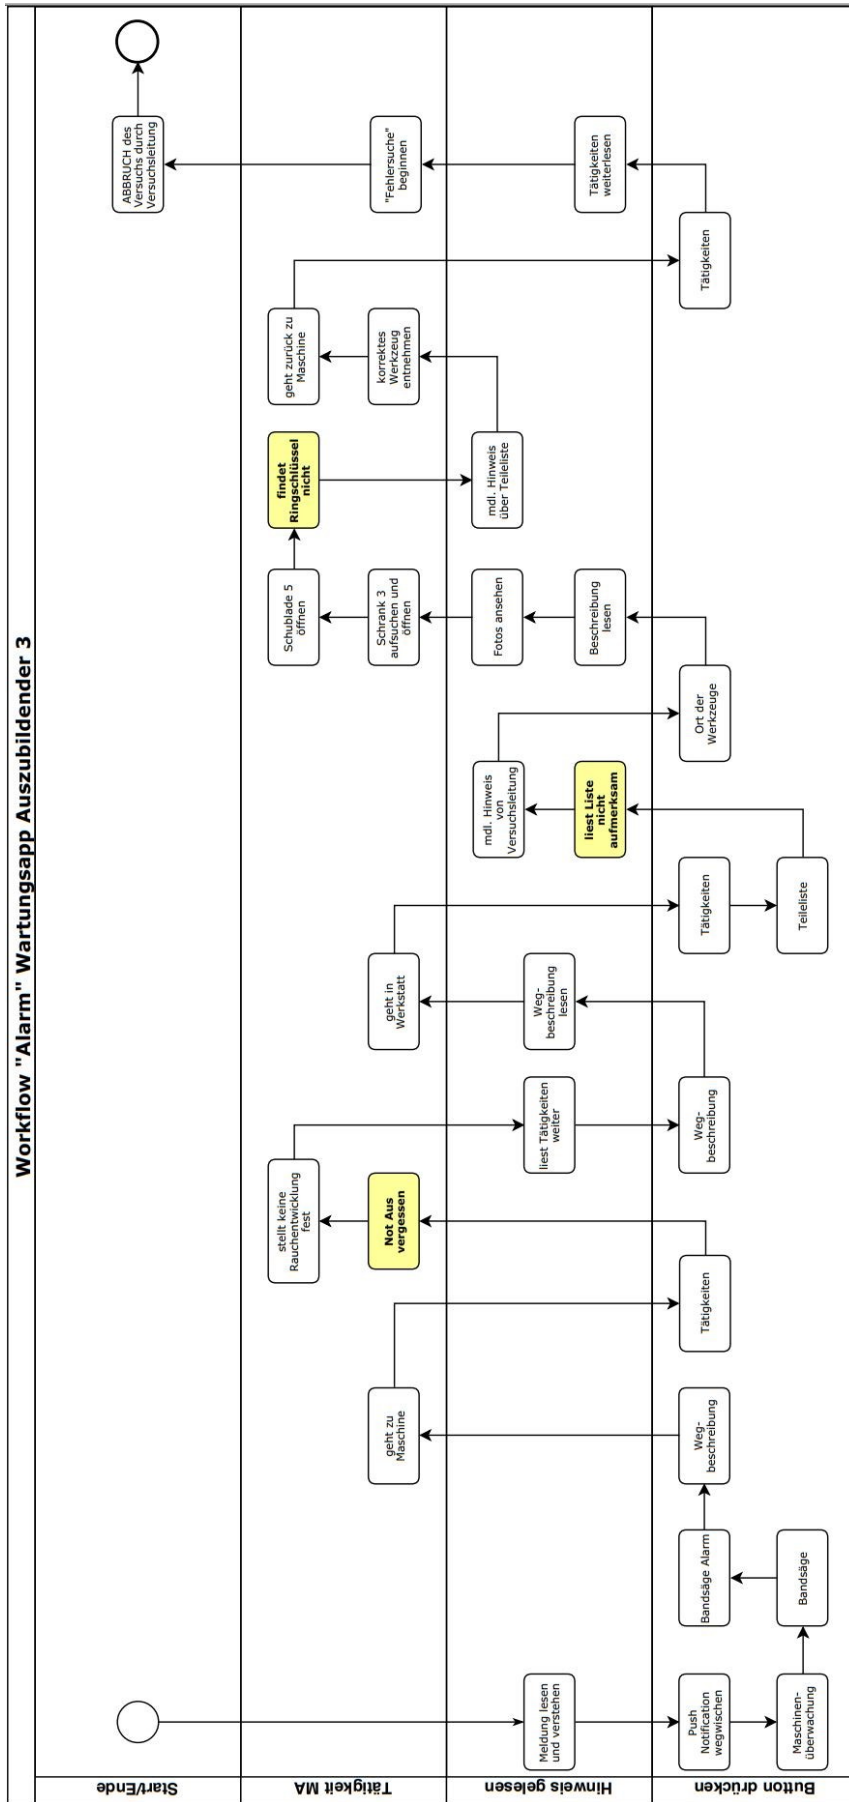 Workflow "Alarm" Wartungsapp Auszubildender 3
Start/Ende
Tätigkeit MA
Hinweis gelesen
Button drücken
Meldung lesen
und verstehen
Push
Notification
wegwischen
Maschinen-
überwachung
Bandsäge
Bandsäge Alarm
Weg-
beschreibung
geht zu
Maschine
Tätigkeiten
Not Aus
vergessen
stellt keine
Rauchentwicklung
fest
liest Tätigkeiten
weiter
Weg-
beschreibung
Weg-
beschreibung
lesen
geht in
Werkstatt
Tätigkeiten
Teileliste
liest Liste
nicht
aufmerksam
mdl. Hinweis
von
Versuchsleitung
Ort der
Werkzeuge
Beschreibung
lesen
Fotos ansehen
Schrank 3
aufsuchen und
öffnen
Schublade 5
öffnen
findet
Ringschlüssel
nicht
mdl. Hinweis
über Teileliste
korrektes
Werkzeug
entnehmen
geht zurück zu
Maschine
Tätigkeiten
Tätigkeiten
weiterlesen
"Fehlersuche"
beginnen
ABBRUCH des
Versuchs durch
Versuchsleitung